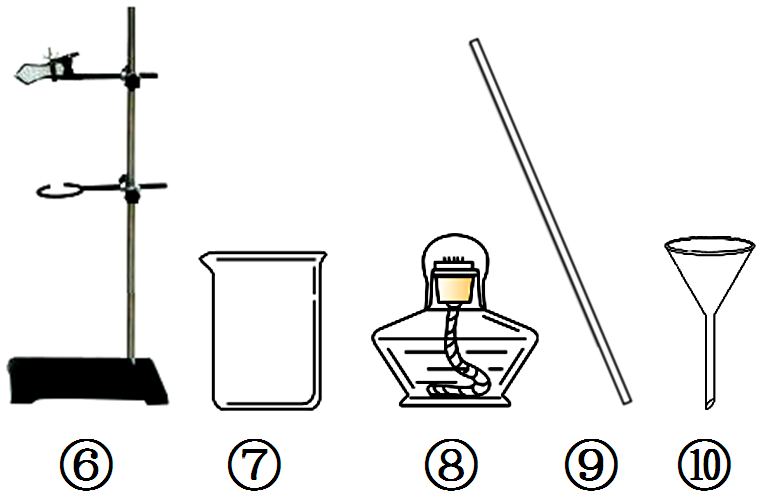 ⑥ ⑦ ⑧ ⑨ ⑩